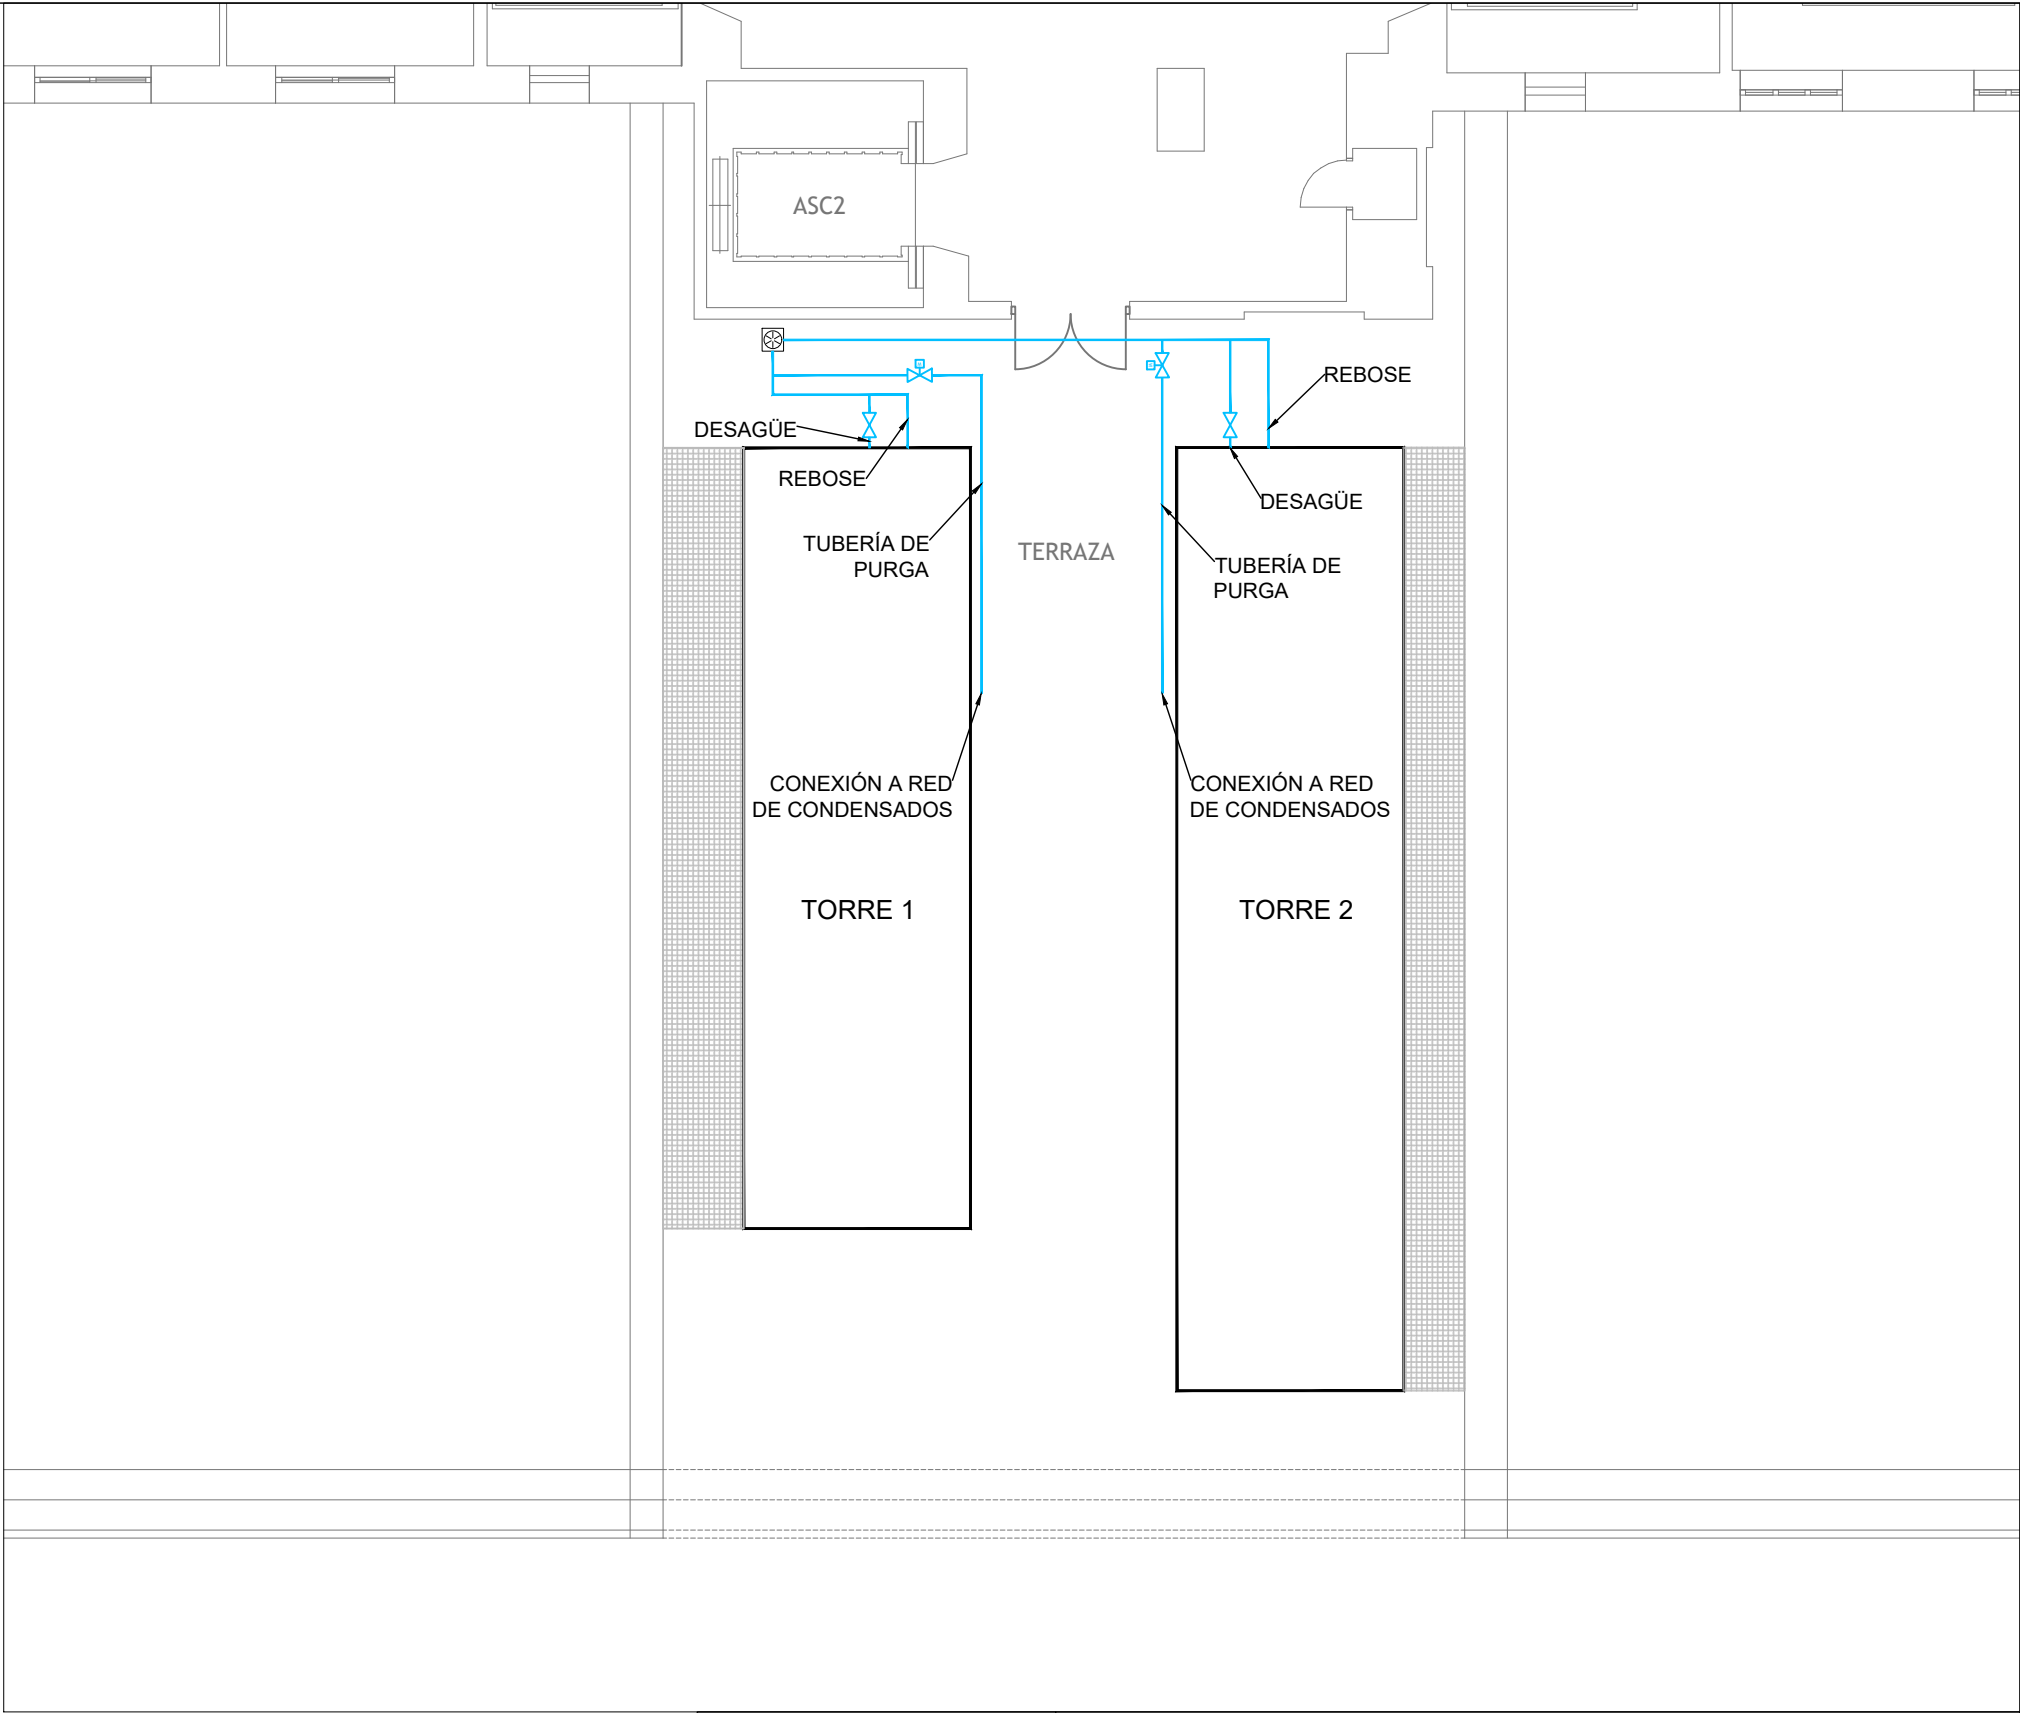 ASC2
REBOSE
DESAGÜE
REBOSE
DESAGÜE
TUBERÍA DE
PURGA
TERRAZA
TUBERÍA DE
PURGA
CONEXIÓN A RED
DE CONDENSADOS
CONEXIÓN A RED
DE CONDENSADOS
TORRE 1
TORRE 2